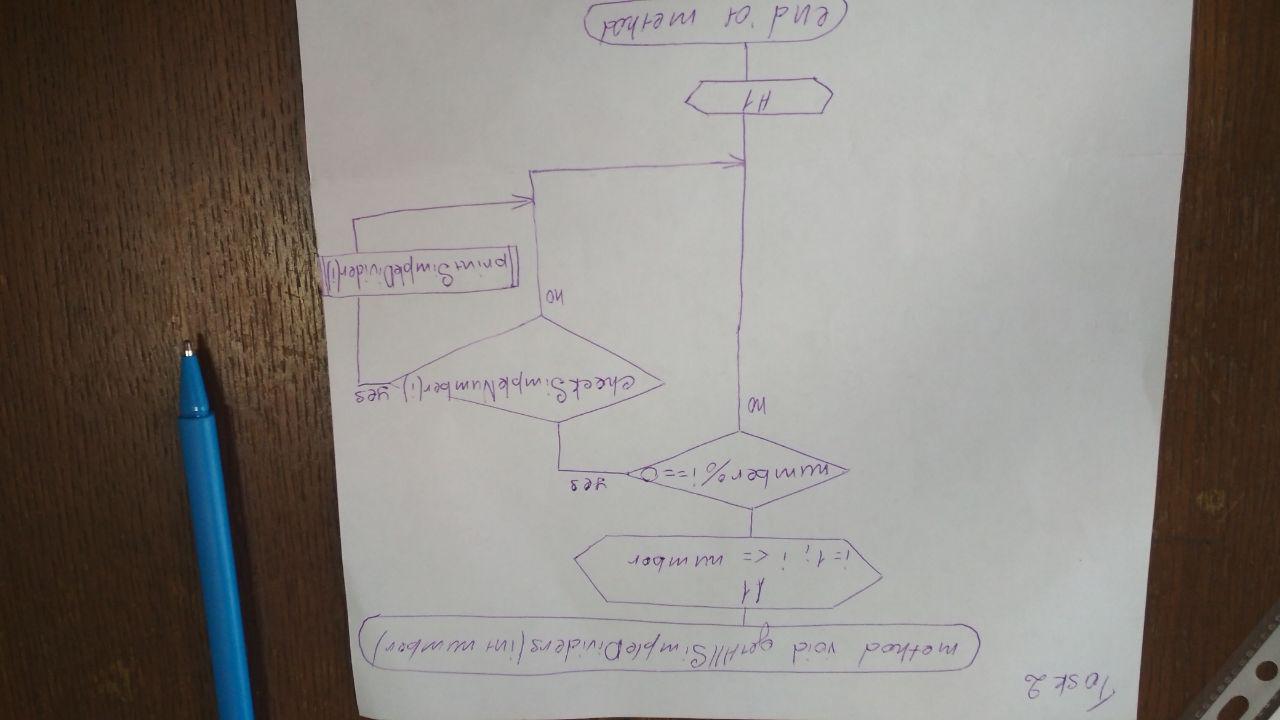 Task 2
method void getAllSimpleDividers(int number)
A1
i=1; i <= number
number%i==0
yes
no
checkSimpleNumber(i)
yes
no
printSimpleDivider(i)
A1
end of method